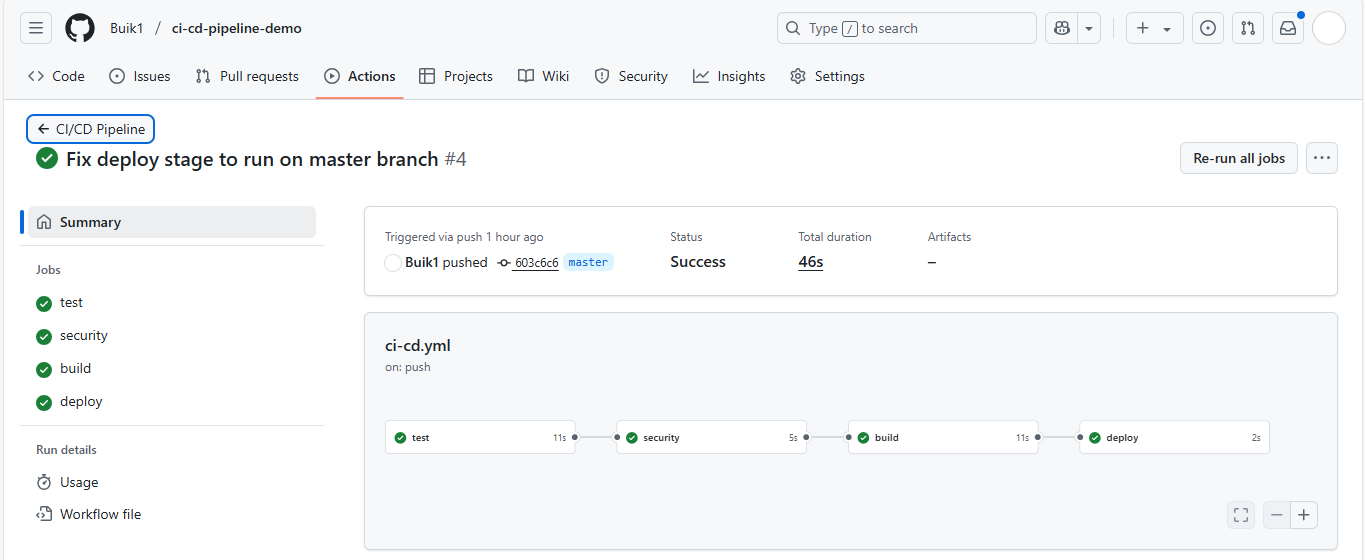 Buik1 / ci-cd-pipeline-demo
Type / to search
Code Issues Pull requests Actions Projects Wiki Security Insights Settings
CI/CD Pipeline
Fix deploy stage to run on master branch #4
Re-run all jobs
Summary
Jobs
test
security
build
deploy
Run details
Usage
Workflow file
Triggered via push 1 hour ago
Buik1 pushed 603c6c6 master
Status
Success
Total duration
46s
Artifacts
–
ci-cd.yml
on: push
test 11s
security 5s
build 11s
deploy 2s